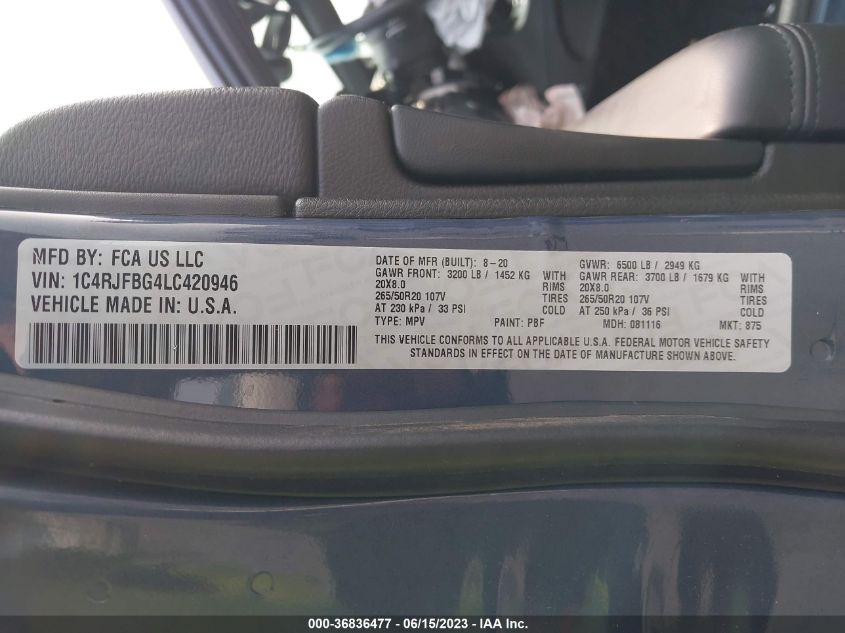 MFD BY: FCA US LLC
VIN: 1C4RJFBG4LC420946
VEHICLE MADE IN: U.S.A.
DATE OF MFR (BUILT): 8-20 GVWR: 6500 LB / 2949 KG
GAWR FRONT: 3200 LB / 1452 KG WITH GAWR REAR: 3700 LB / 1679 KG WITH
20X8.0 RIMS 20X8.0 RIMS
265/50R20 107V TIRES 265/50R20 107V TIRES
AT 230 kPa / 33 PSI COLD AT 250 kPa / 36 PSI COLD
TYPE: MPV PAINT: PBF MDH: 081116 MKT: 875
THIS VEHICLE CONFORMS TO ALL APPLICABLE U.S.A. FEDERAL MOTOR VEHICLE SAFETY
STANDARDS IN EFFECT ON THE DATE OF MANUFACTURE SHOWN ABOVE.
000-36836477 - 06/15/2023 - IAA Inc.